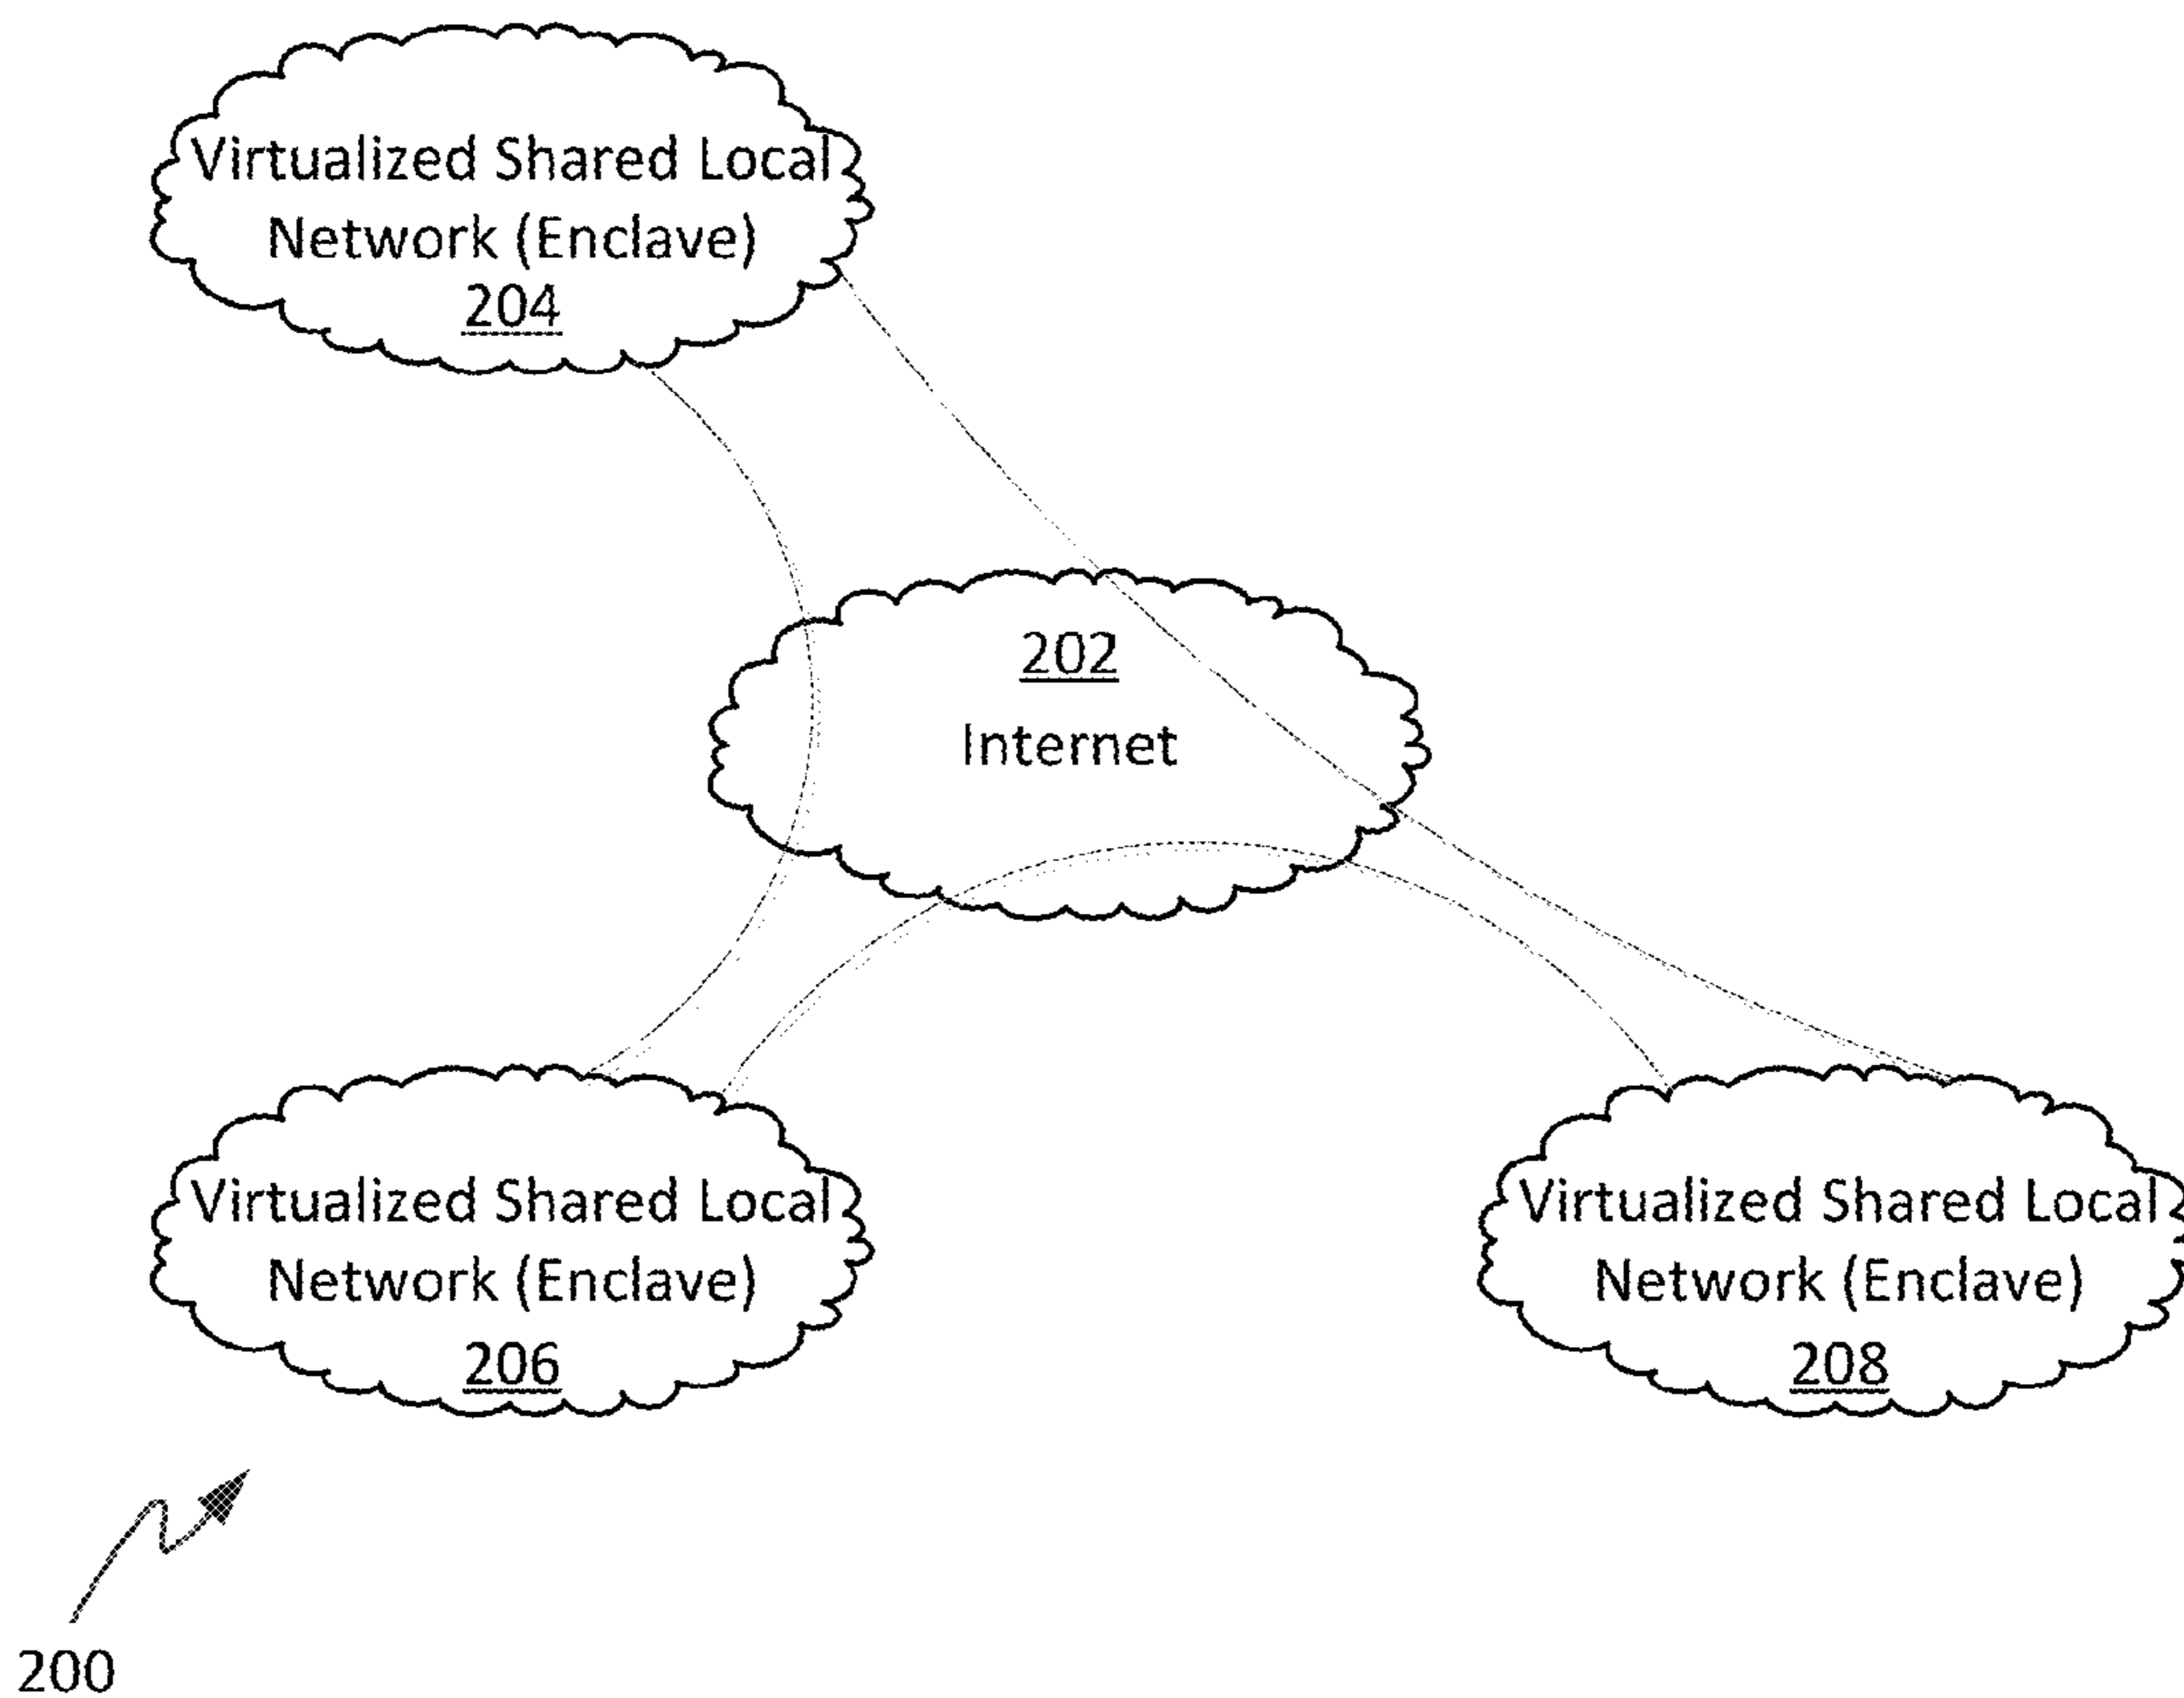 Virtualized Shared Local
Network (Enclave)
204
202
Internet
Virtualized Shared Local
Network (Enclave)
206
Virtualized Shared Local
Network (Enclave)
208
200